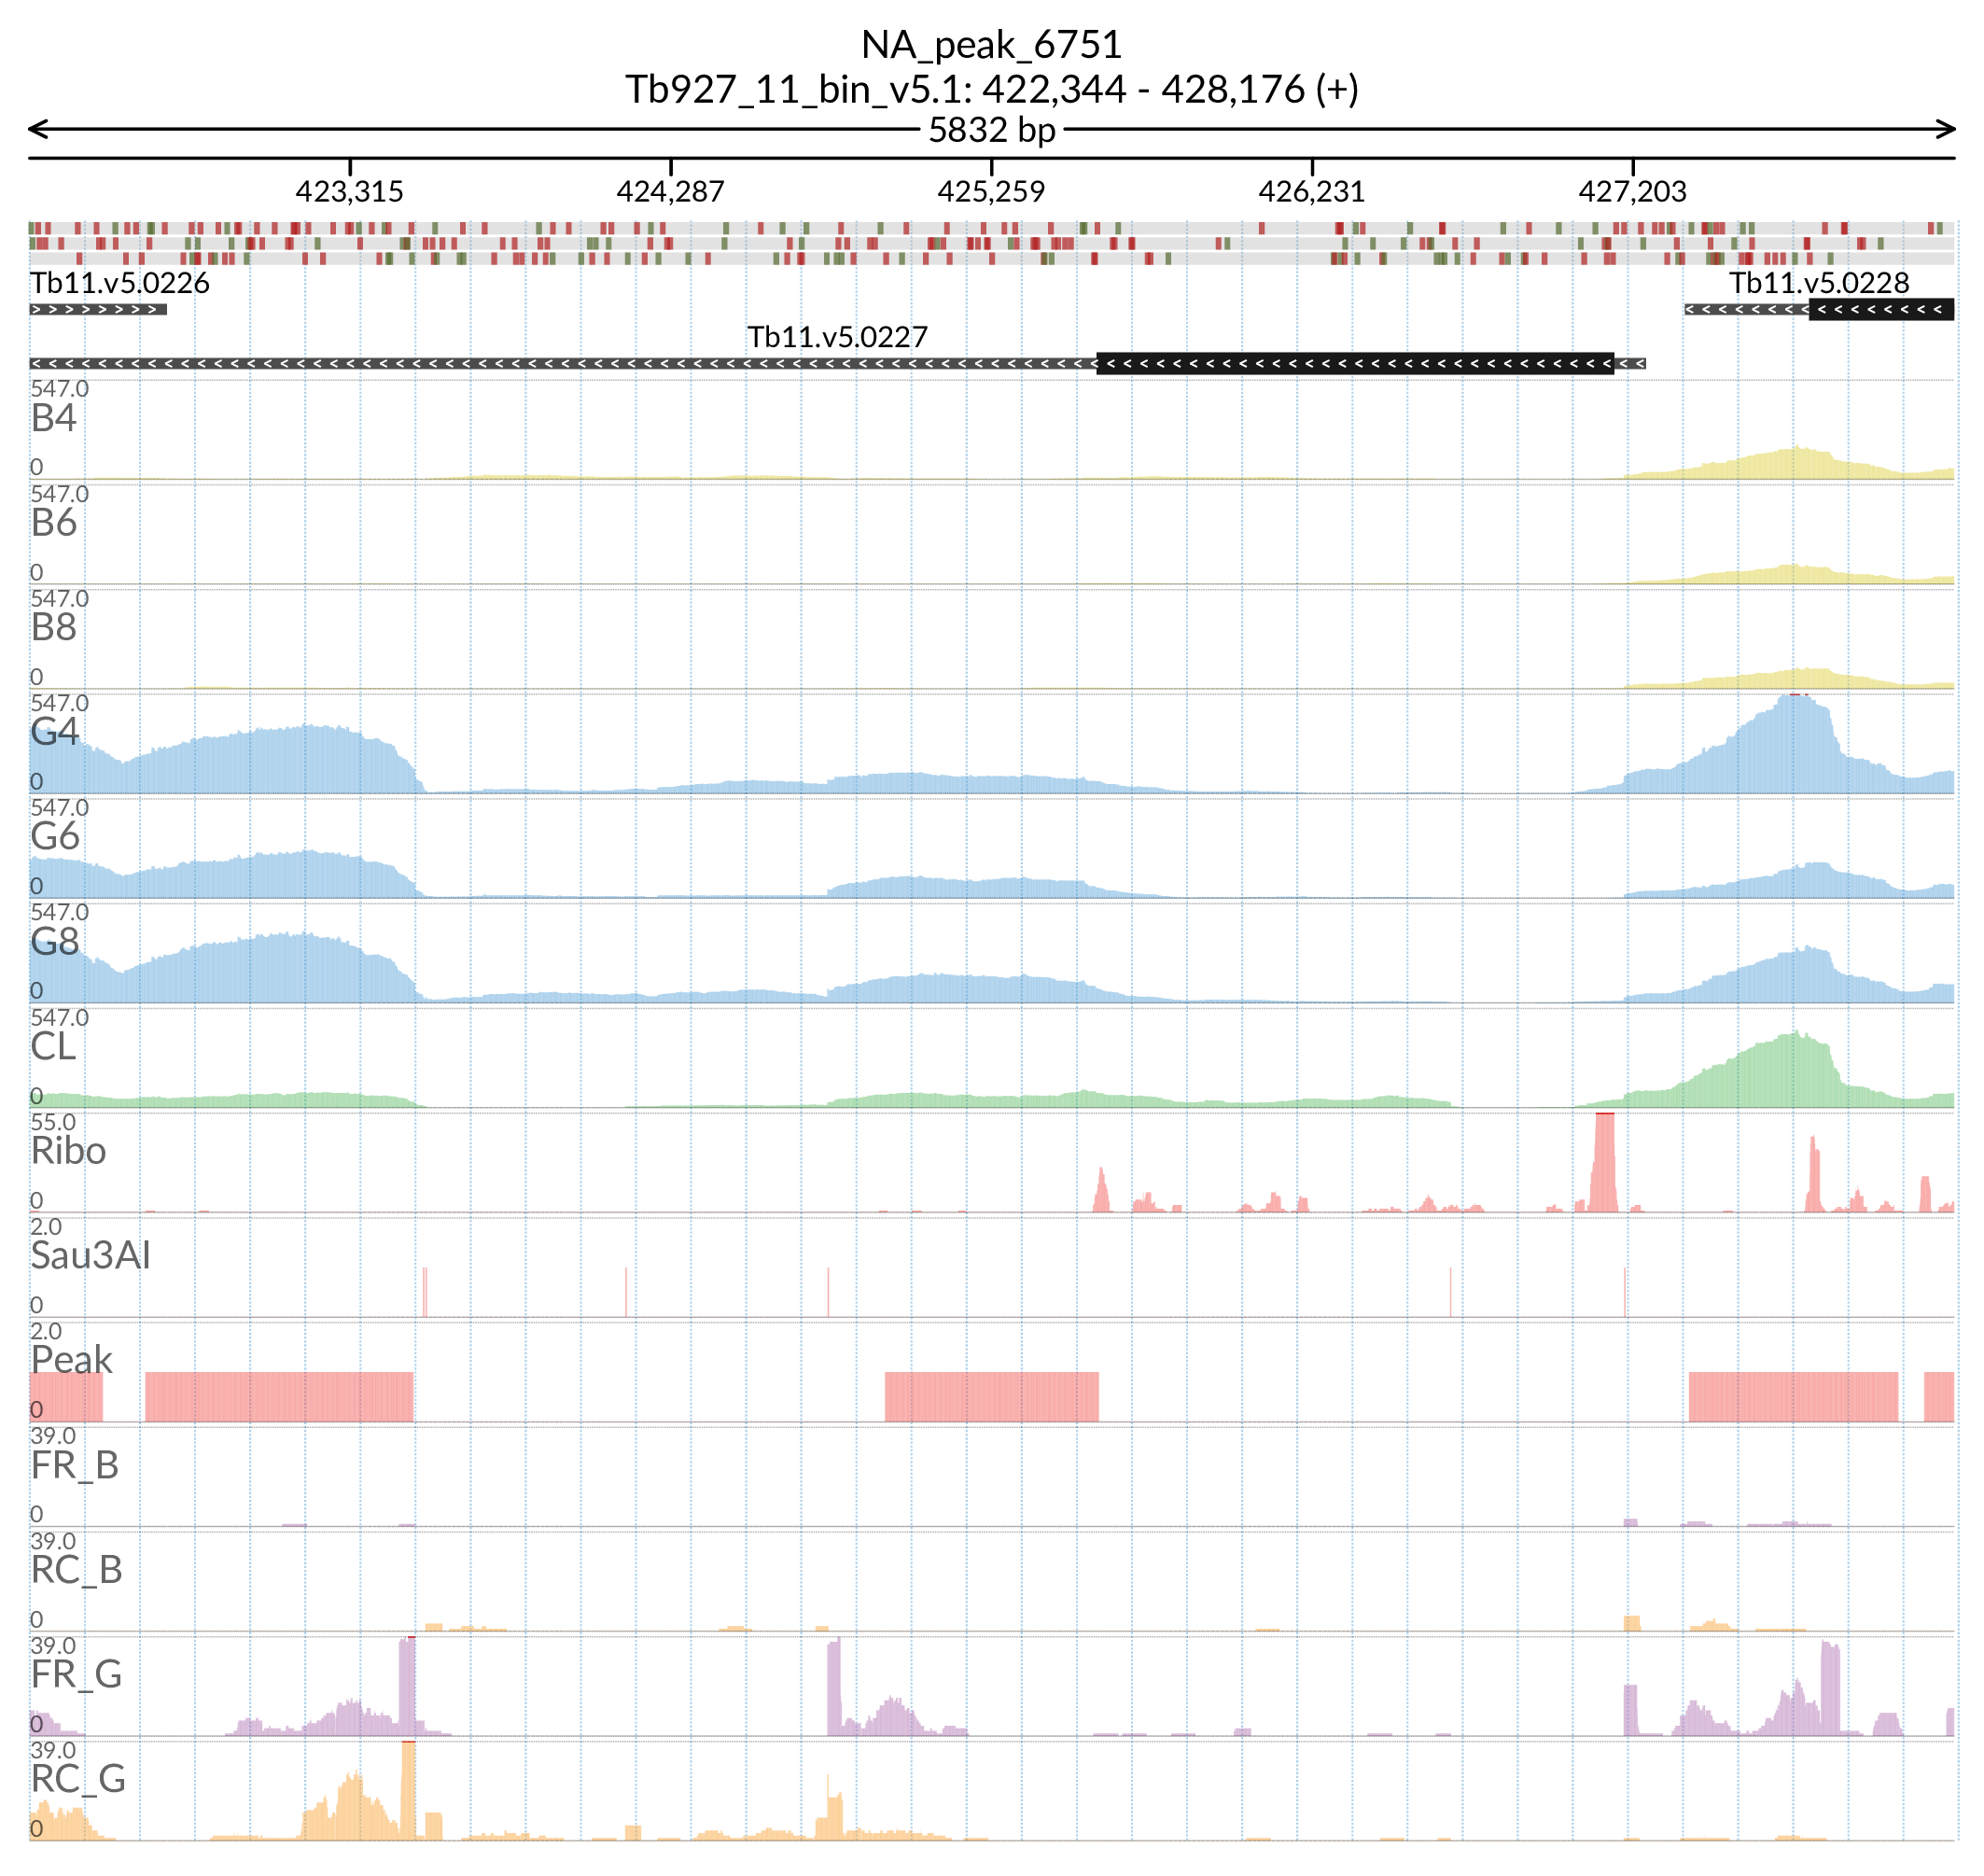 NA_peak_6751
Tb927_11_bin_v5.1: 422,344 - 428,176 (+)
5832 bp
423,315 424,287 425,259 426,231 427,203
Tb11.v5.0226 Tb11.v5.0228
Tb11.v5.0227
547.0
B4
0
547.0
B6
0
547.0
B8
0
547.0
G4
0
547.0
G6
0
547.0
G8
0
547.0
CL
0
55.0
Ribo
0
2.0
Sau3AI
0
2.0
Peak
0
39.0
FR_B
0
39.0
RC_B
0
39.0
FR_G
0
39.0
RC_G
0